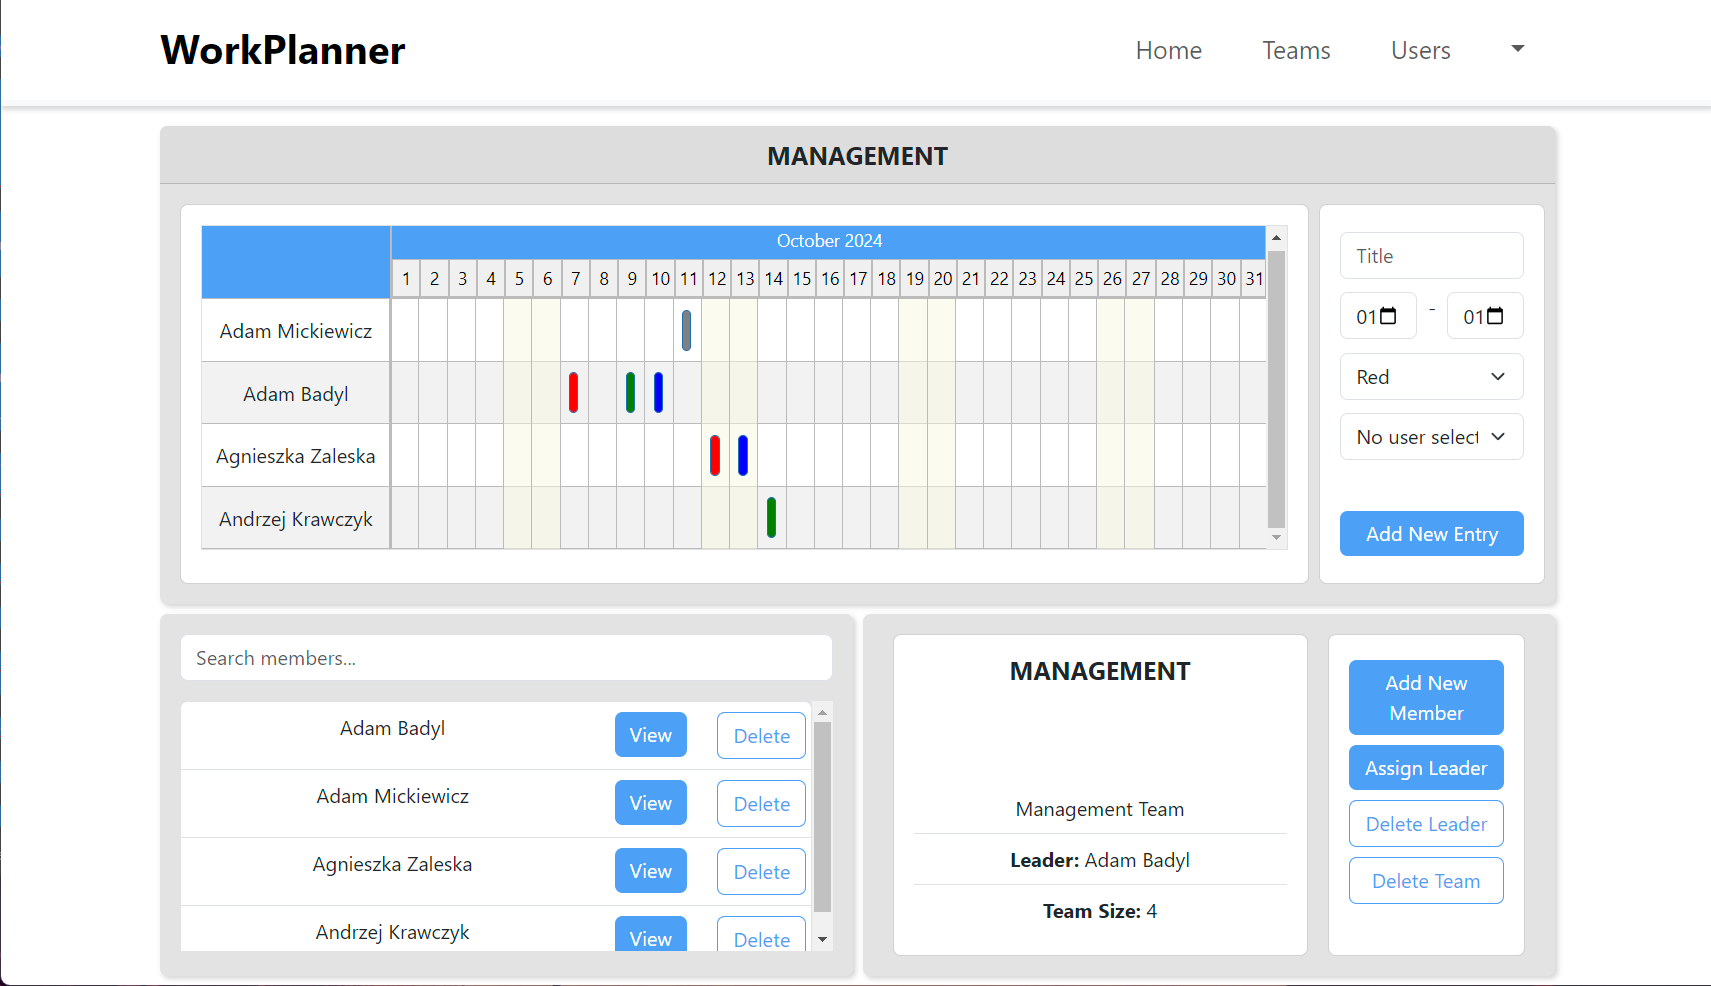 WorkPlanner
Home Teams Users
MANAGEMENT
October 2024
1 2 3 4 5 6 7 8 9 10 11 12 13 14 15 16 17 18 19 20 21 22 23 24 25 26 27 28 29 30 31
Adam Mickiewicz
Adam Badyl
Agnieszka Zaleska
Andrzej Krawczyk
Title
01 - 01
Red
No user select
Add New Entry
Search members...
Adam Badyl View Delete
Adam Mickiewicz View Delete
Agnieszka Zaleska View Delete
Andrzej Krawczyk View Delete
MANAGEMENT
Management Team
Leader: Adam Badyl
Team Size: 4
Add New
Member
Assign Leader
Delete Leader
Delete Team